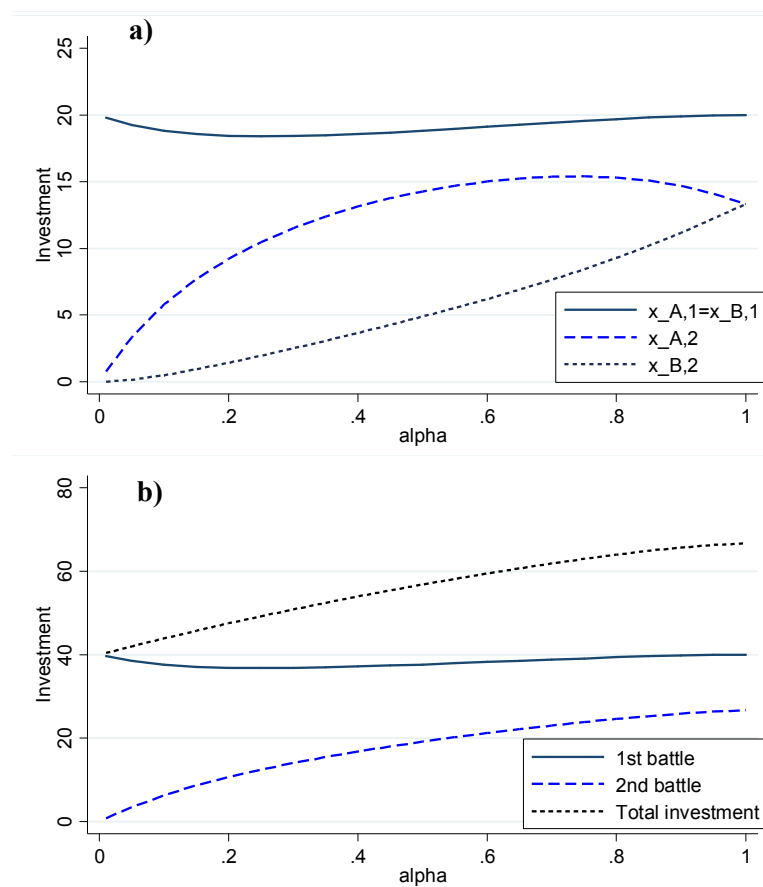 a)
25
20
15
10
5
0
Investment
x_A,1=x_B,1
x_A,2
x_B,2
0 .2 .4 .6 .8 1
alpha
b)
80
60
40
20
0
Investment
1st battle
2nd battle
Total investment
0 .2 .4 .6 .8 1
alpha